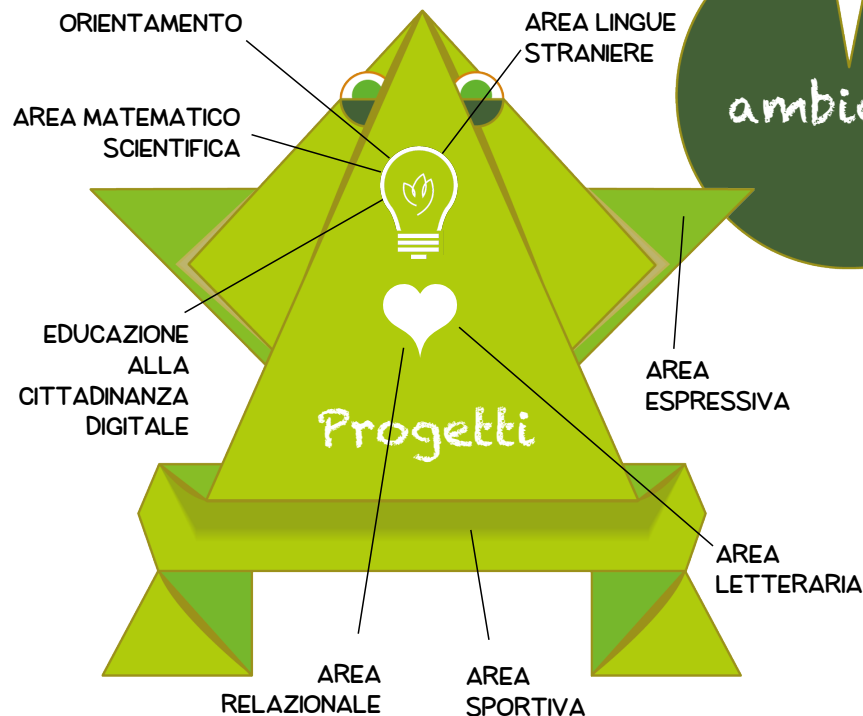 ORIENTAMENTO
AREA LINGUE
STRANIERE
AREA MATEMATICO
SCIENTIFICA
EDUCAZIONE
ALLA
CITTADINANZA
DIGITALE
AREA
ESPRESSIVA
Progetti
AREA
LETTERARIA
AREA
RELAZIONALE
AREA
SPORTIVA